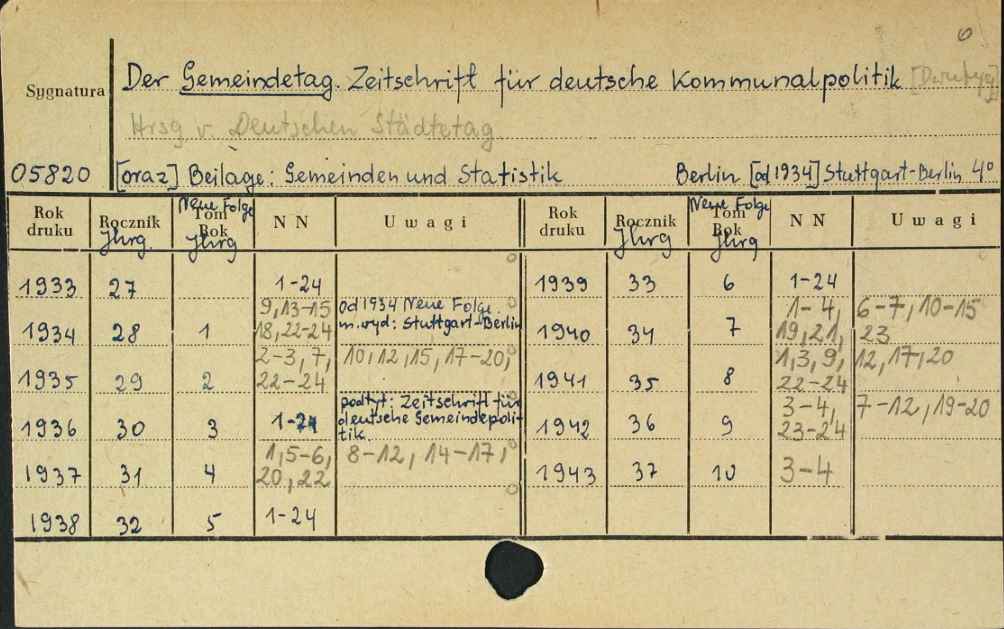 6
Sygnatura
Der Gemeindetag. Zeitschrift für deutsche Kommunalpolitik
Hrsg v. Deutschen Städtetag
05820 [oraz] Beilage: Gemeinden und Statistik Berlin [od 1934] Stuttgart-Berlin 4°
Rok druku Rocznik Jhrg. Neue Folge Tom Rok Jhrg NN Uwagi Rok druku Rocznik Jhrg Neue Folge Tom Rok Jhrg NN Uwagi
1933 27 1-24
1934 28 1 9,13-15 18,22-24 od 1934 Neue Folge m.wyd: Stuttgart-Berlin
1935 29 2 2-3,7, 10,12,15,17-20, 22-24
1936 30 3 1-24 podtyt: Zeitschrift für deutsche Gemeindepolitik.
1937 31 4 1,5-6, 8-12, 14-17, 20,22
1938 32 5 1-24
1939 33 6 1-24
1940 34 7 1-4, 6-7, 10-15 19,21, 23
1941 35 8 1,3,9, 12,17,20 22-24
1942 36 9 3-4, 7-12, 19-20 23-24
1943 37 10 3-4